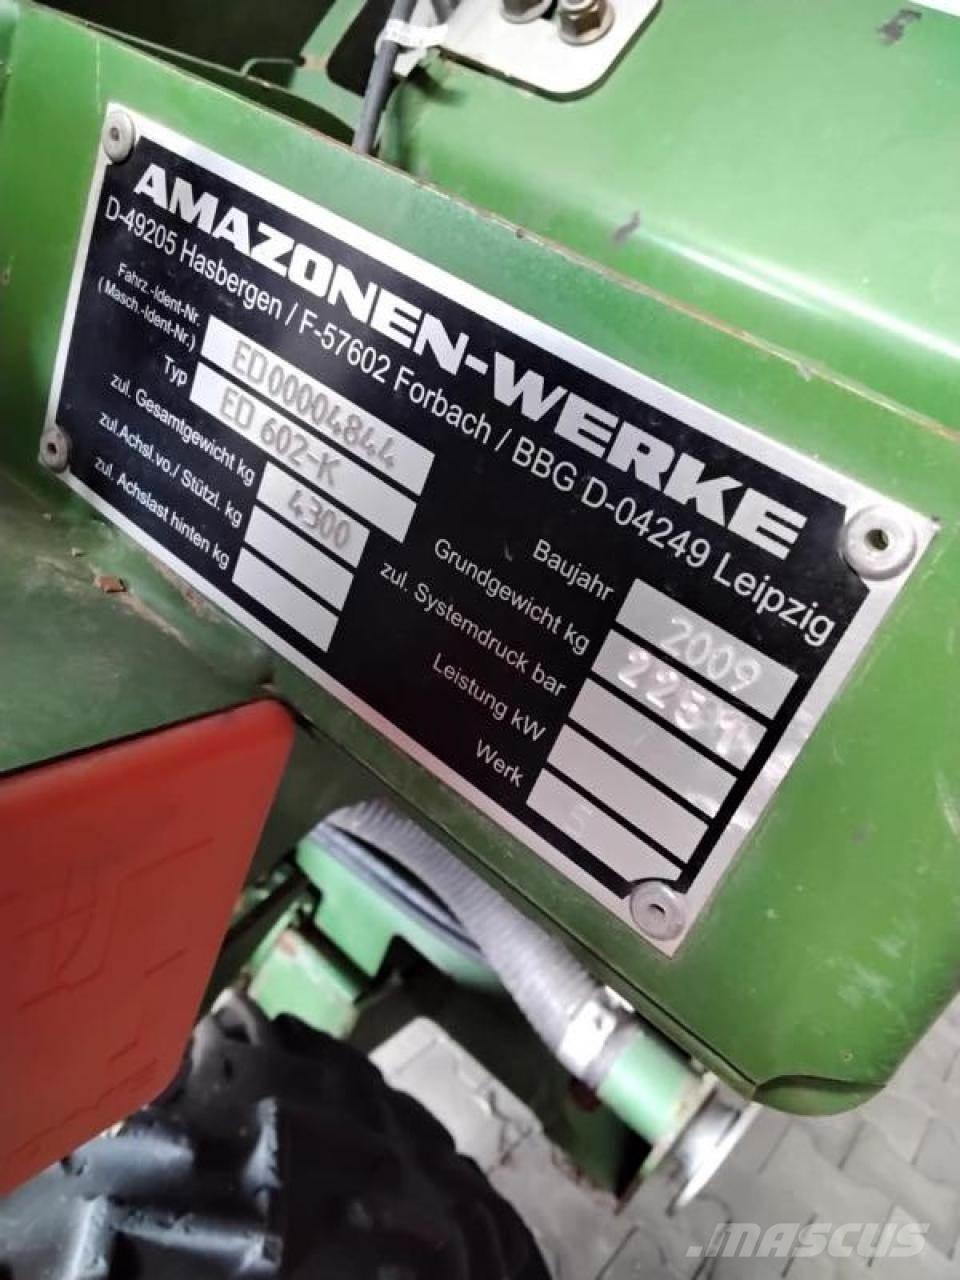 AMAZONEN-WERKE
D-49205 Hasbergen / F-57602 Forbach / BBG D-04249 Leipzig
Fahrz.-Ident-Nr.
(Masch.-Ident-Nr.) ED00004844
Typ ED 602-K
zul. Gesamtgewicht kg 4300
zul.Achsl.vo./ Stützl. kg
zul. Achslast hinten kg
Baujahr 2009
Grundgewicht kg
zul. Systemdruck bar
Leistung kW
Werk 5
MASCUS